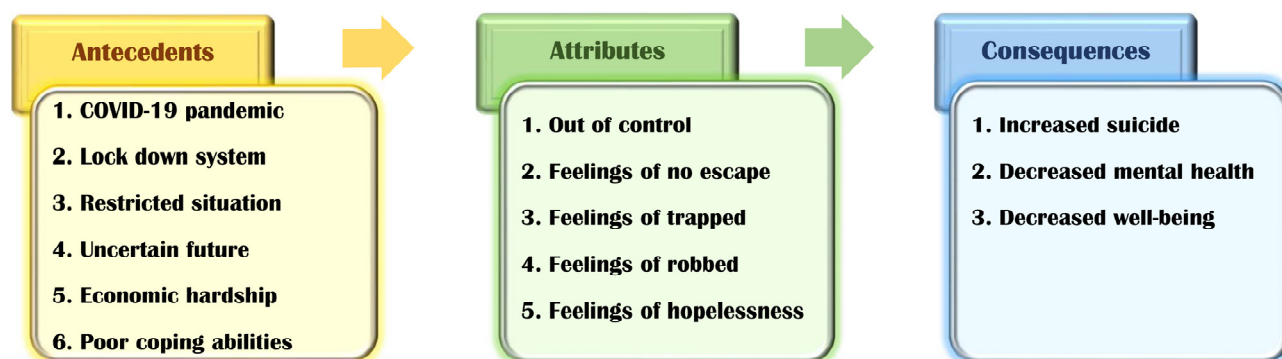 Antecedents
1. COVID-19 pandemic
2. Lock down system
3. Restricted situation
4. Uncertain future
5. Economic hardship
6. Poor coping abilities
Attributes
1. Out of control
2. Feelings of no escape
3. Feelings of trapped
4. Feelings of robbed
5. Feelings of hopelessness
Consequences
1. Increased suicide
2. Decreased mental health
3. Decreased well-being